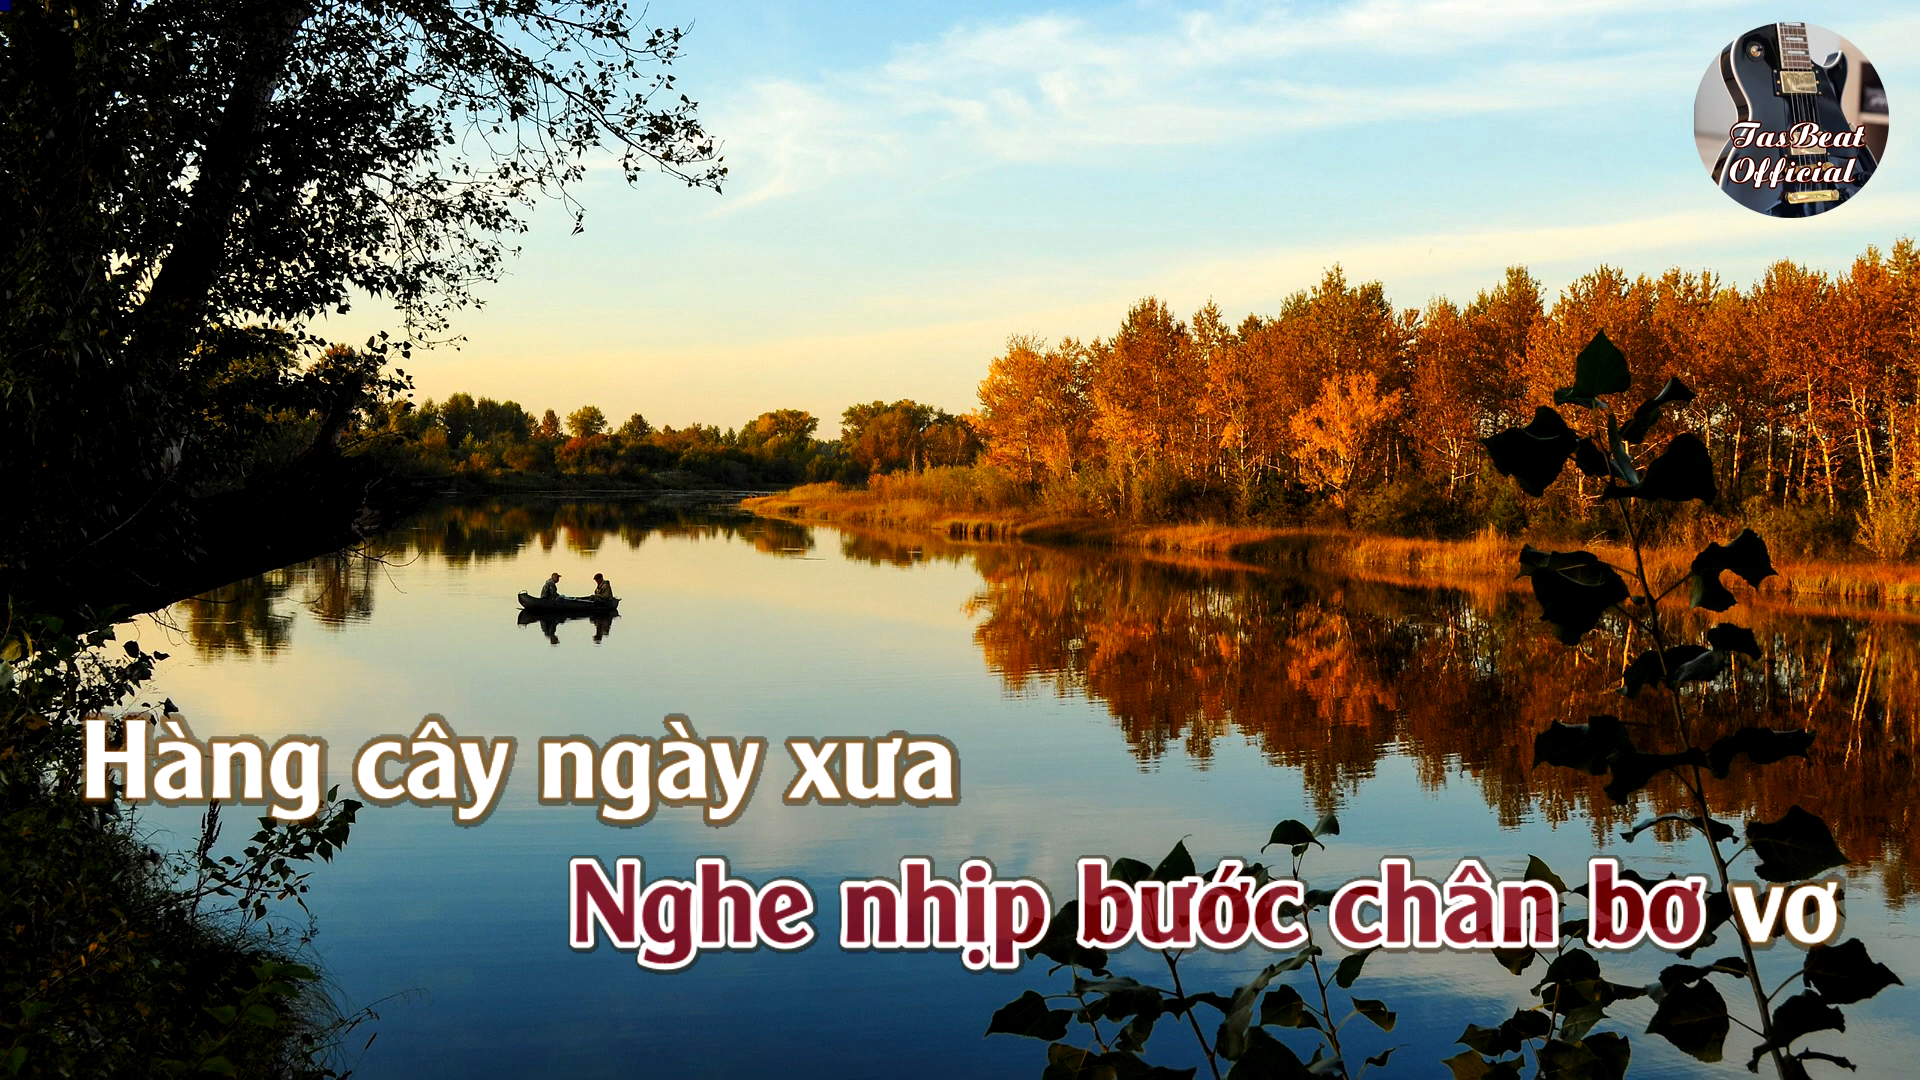 TasBeat
Official
Hàng cây ngày xưa
Nghe nhịp bước chân bơ vơ